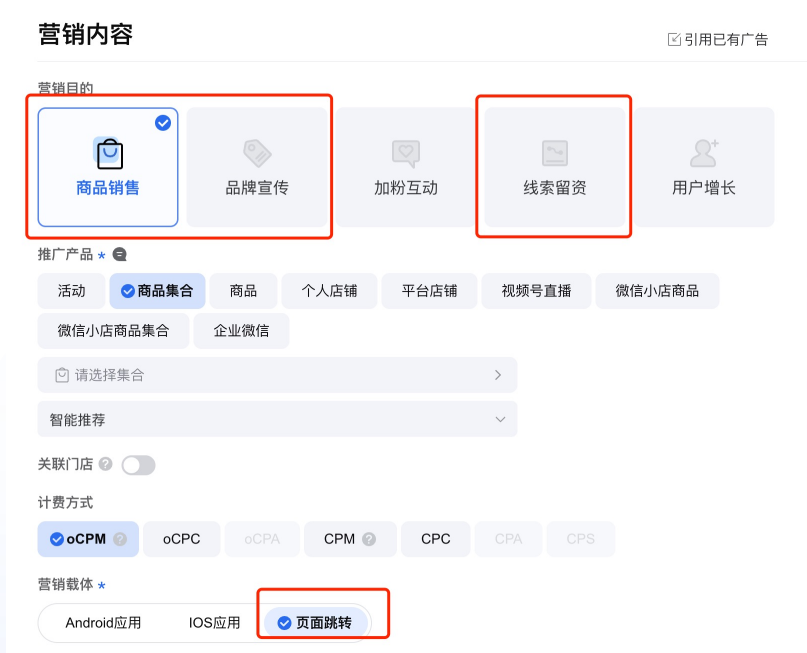 营销内容
引用已有广告
营销目的
商品销售 品牌宣传 加粉互动 线索留资 用户增长
推广产品 *
活动 商品集合 商品 个人店铺 平台店铺 视频号直播 微信小店商品
微信小店商品集合 企业微信
请选择集合
智能推荐
关联门店 ?
计费方式
oCPM ? oCPC oCPA CPM ? CPC CPA CPS
营销载体 *
Android应用 IOS应用 页面跳转